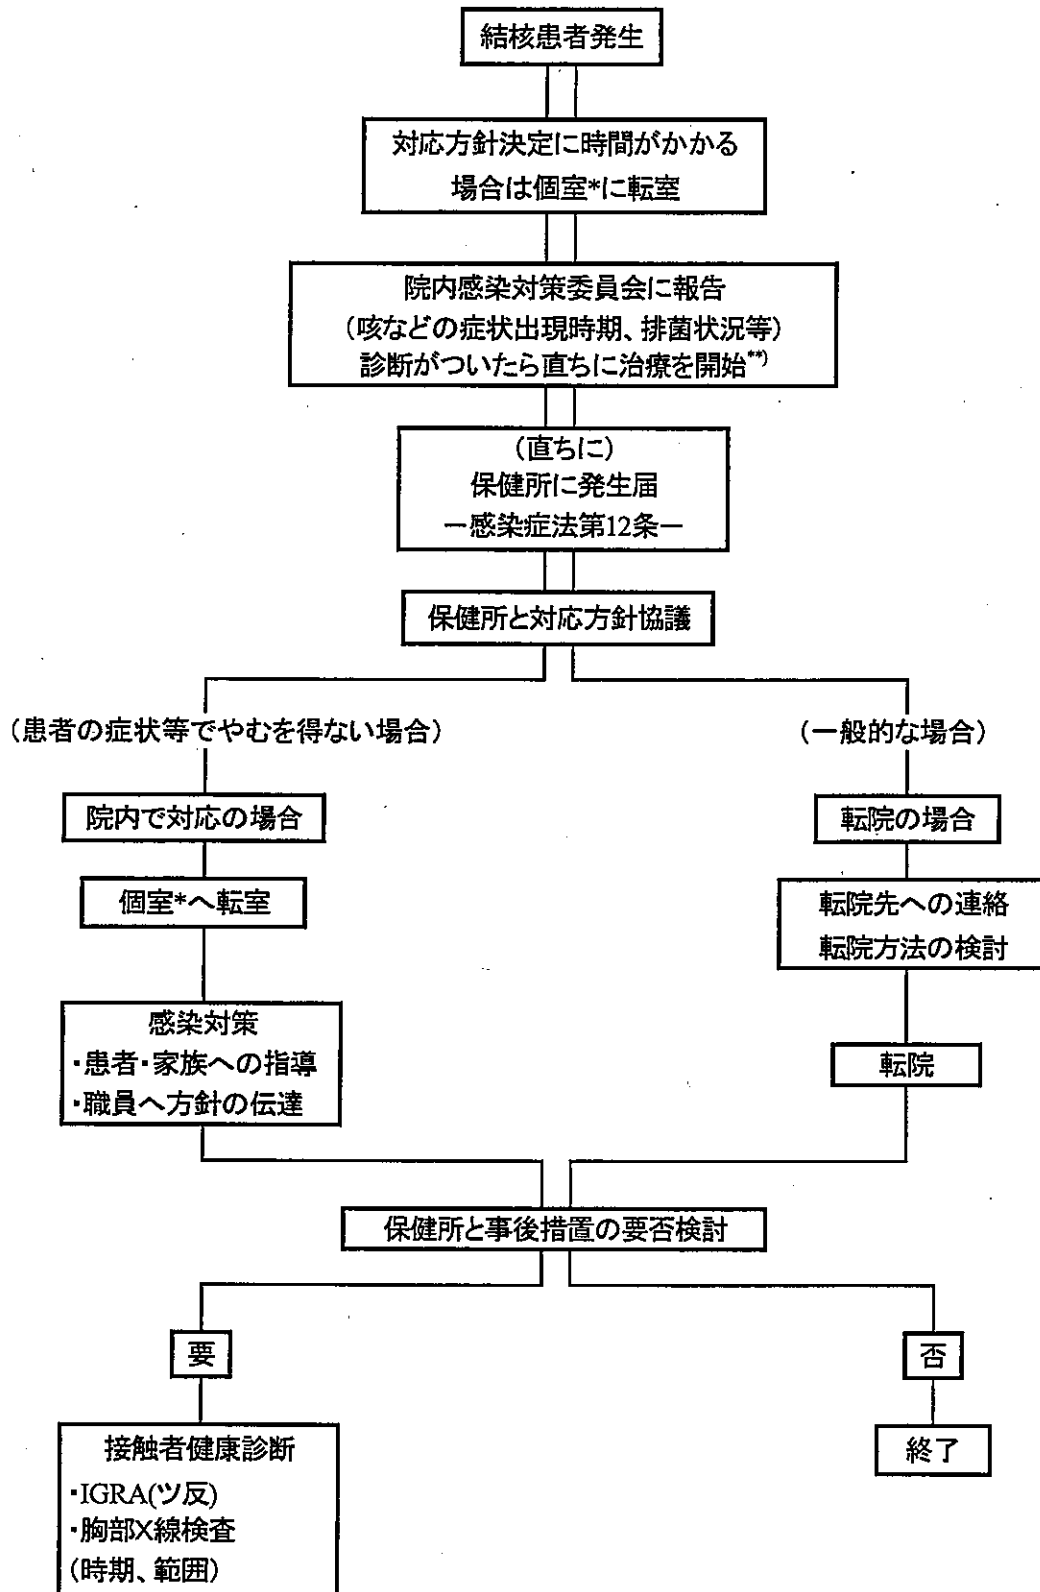 結核患者発生
対応方針決定に時間がかかる
場合は個室*に転室
院内感染対策委員会に報告
(咳などの症状出現時期、排菌状況等)
診断がついたら直ちに治療を開始**)
(直ちに)
保健所に発生届
ー感染症法第12条ー
保健所と対応方針協議
(患者の症状等でやむを得ない場合)
(一般的な場合)
院内で対応の場合
転院の場合
個室*へ転室
転院先への連絡
転院方法の検討
感染対策
・患者・家族への指導
・職員へ方針の伝達
転院
保健所と事後措置の要否検討
要
否
接触者健康診断
・IGRA(ツ反)
・胸部X線検査
(時期、範囲)
終了